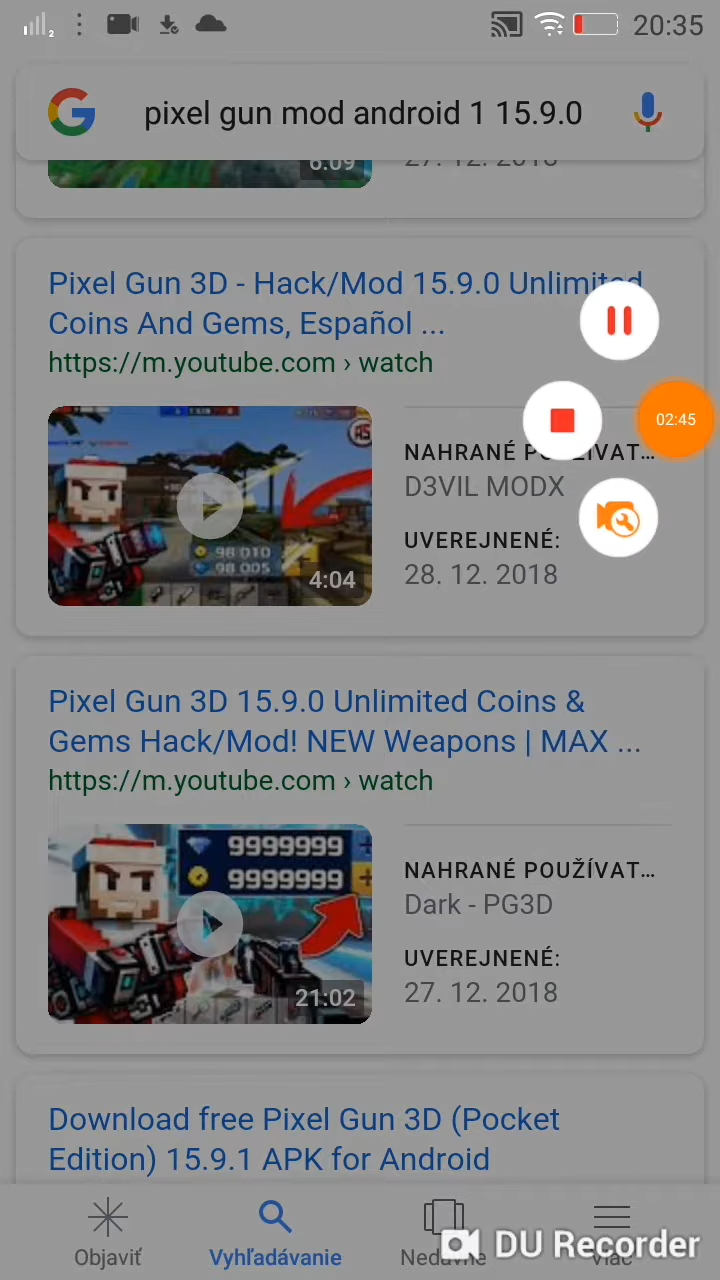 2
20:35
pixel gun mod android 1 15.9.0
6:09
27. 12. 2018
Pixel Gun 3D - Hack/Mod 15.9.0 Unlimited
Coins And Gems, Español ...
https://m.youtube.com › watch
02:45
NAHRANÉ POUŽÍVAT...
D3VIL MODX
98 010
98 005
UVEREJNENÉ:
4:04
28. 12. 2018
Pixel Gun 3D 15.9.0 Unlimited Coins &
Gems Hack/Mod! NEW Weapons | MAX ...
https://m.youtube.com › watch
9999999
9999999
NAHRANÉ POUŽÍVAT...
Dark - PG3D
UVEREJNENÉ:
21:02
27. 12. 2018
Download free Pixel Gun 3D (Pocket
Edition) 15.9.1 APK for Android
Objaviť
Vyhľadávanie
Nedávne
Viac
DU Recorder